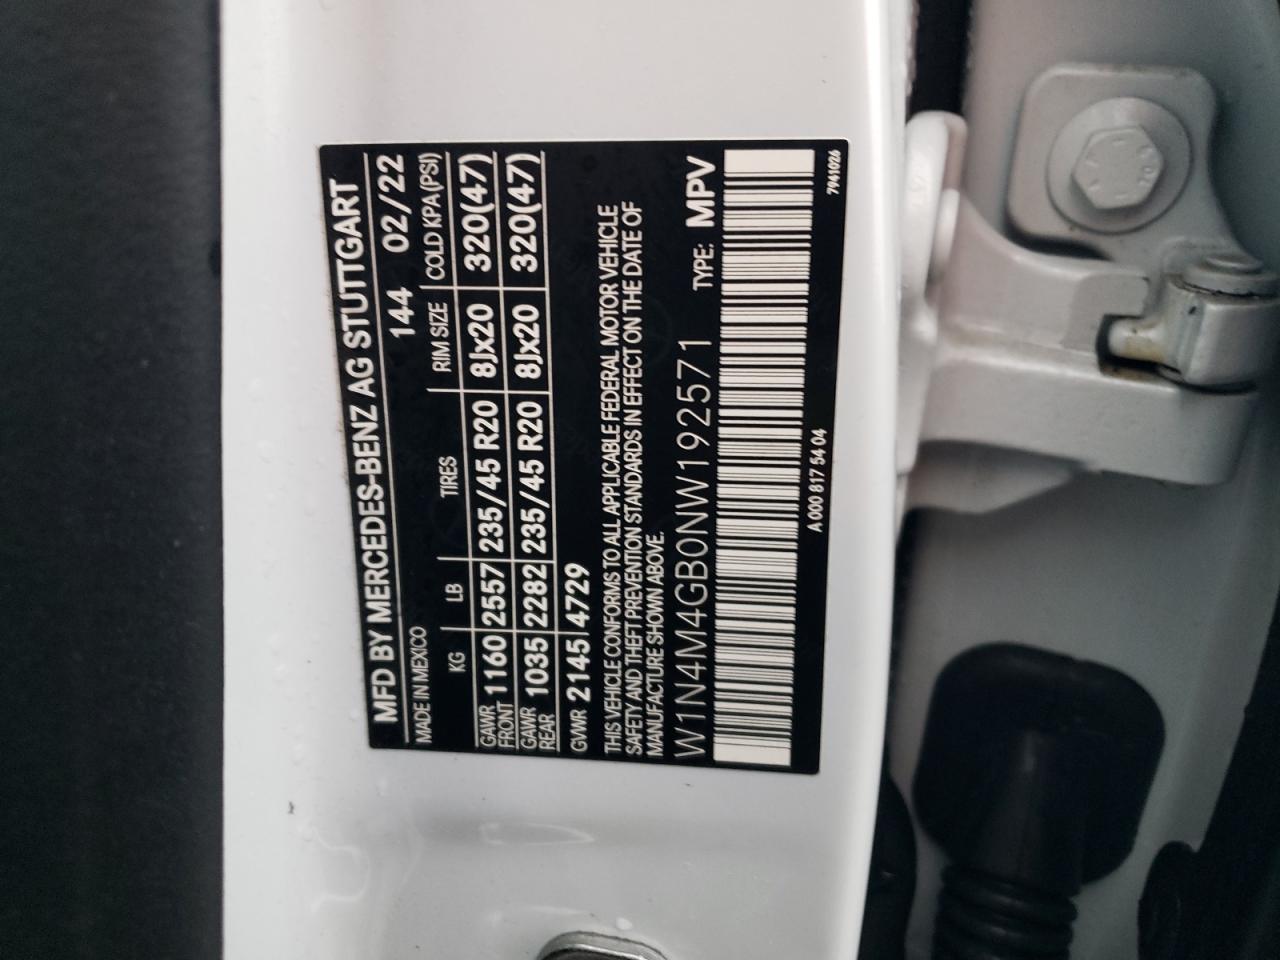 MFD BY MERCEDES-BENZ AG STUTTGART
144 02/22
MADE IN MEXICO
KG LB TIRES RIM SIZE COLD KPA(PSI)
GAWR FRONT 1160 2557 235/45 R20 8Jx20 320(47)
GAWR REAR 1035 2282 235/45 R20 8Jx20 320(47)
GVWR 2145 4729
THIS VEHICLE CONFORMS TO ALL APPLICABLE FEDERAL MOTOR VEHICLE
SAFETY AND THEFT PREVENTION STANDARDS IN EFFECT ON THE DATE OF
MANUFACTURE SHOWN ABOVE.
W1N4M4GB0NW192571 TYPE: MPV
A 000 817 54 04 7941026